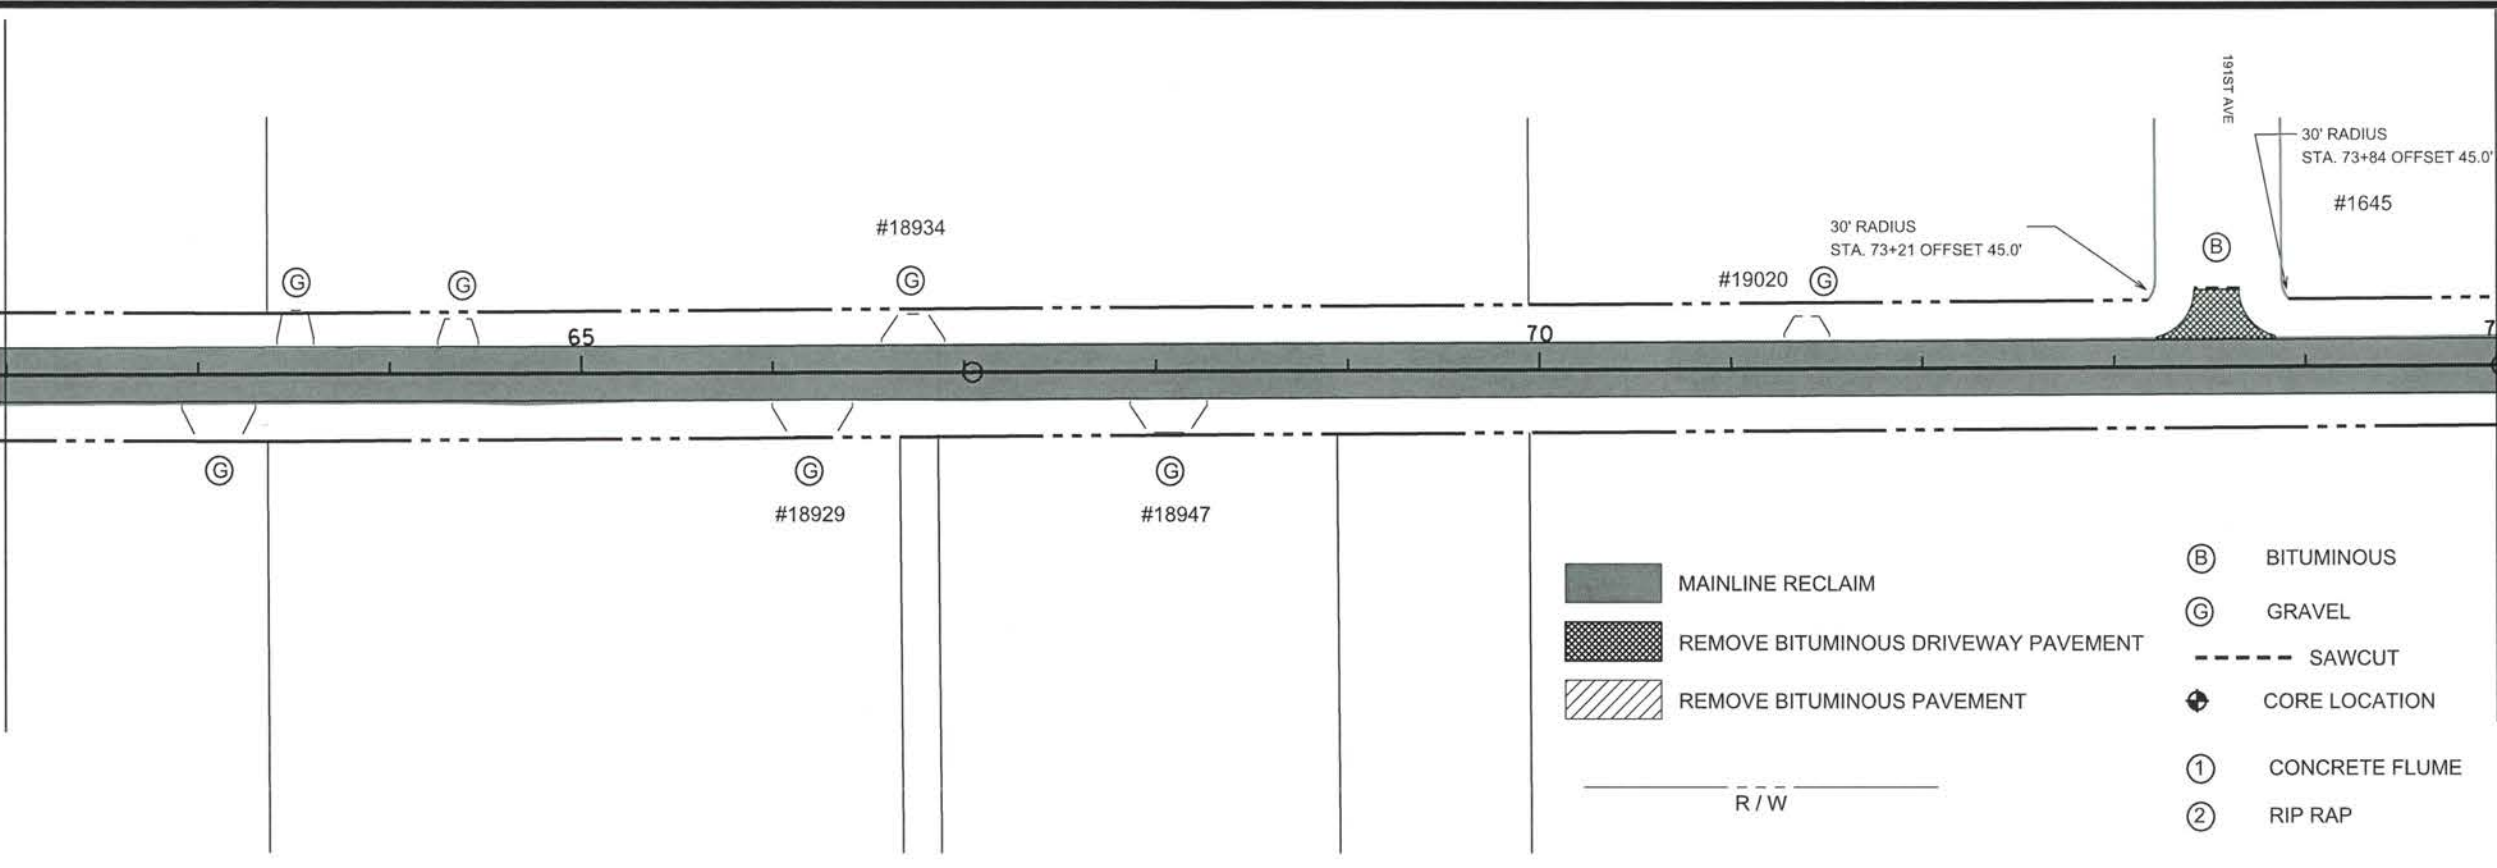 191ST AVE
30' RADIUS
STA. 73+84 OFFSET 45.0'
#1645
#18934
30' RADIUS
STA. 73+21 OFFSET 45.0'
B
#19020
G
G
G
G
65
70
7
G
G
G
#18929
#18947
MAINLINE RECLAIM
REMOVE BITUMINOUS DRIVEWAY PAVEMENT
REMOVE BITUMINOUS PAVEMENT
R / W
B BITUMINOUS
G GRAVEL
SAWCUT
CORE LOCATION
1 CONCRETE FLUME
2 RIP RAP